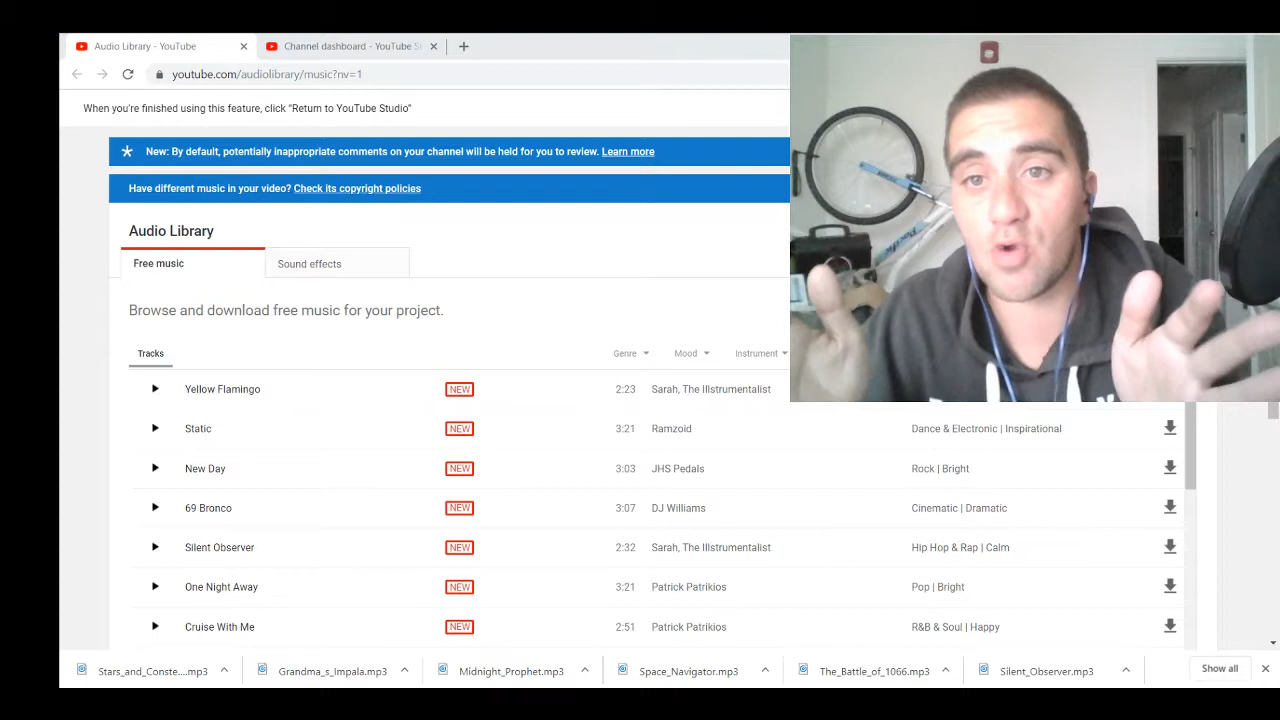 Audio Library - YouTube
Channel dashboard - YouTube S
youtube.com/audiolibrary/music?nv=1
When you're finished using this feature, click "Return to YouTube Studio"
New: By default, potentially inappropriate comments on your channel will be held for you to review. Learn more
Have different music in your video? Check its copyright policies
Audio Library
Free music Sound effects
Browse and download free music for your project.
Tracks Genre Mood Instrument
Yellow Flamingo NEW 2:23 Sarah, The Illstrumentalist
Static NEW 3:21 Ramzoid Dance & Electronic | Inspirational
New Day NEW 3:03 JHS Pedals Rock | Bright
69 Bronco NEW 3:07 DJ Williams Cinematic | Dramatic
Silent Observer NEW 2:32 Sarah, The Illstrumentalist Hip Hop & Rap | Calm
One Night Away NEW 3:21 Patrick Patrikios Pop | Bright
Cruise With Me NEW 2:51 Patrick Patrikios R&B & Soul | Happy
Stars_and_Conste....mp3 Grandma_s_Impala.mp3 Midnight_Prophet.mp3 Space_Navigator.mp3 The_Battle_of_1066.mp3 Silent_Observer.mp3 Show all